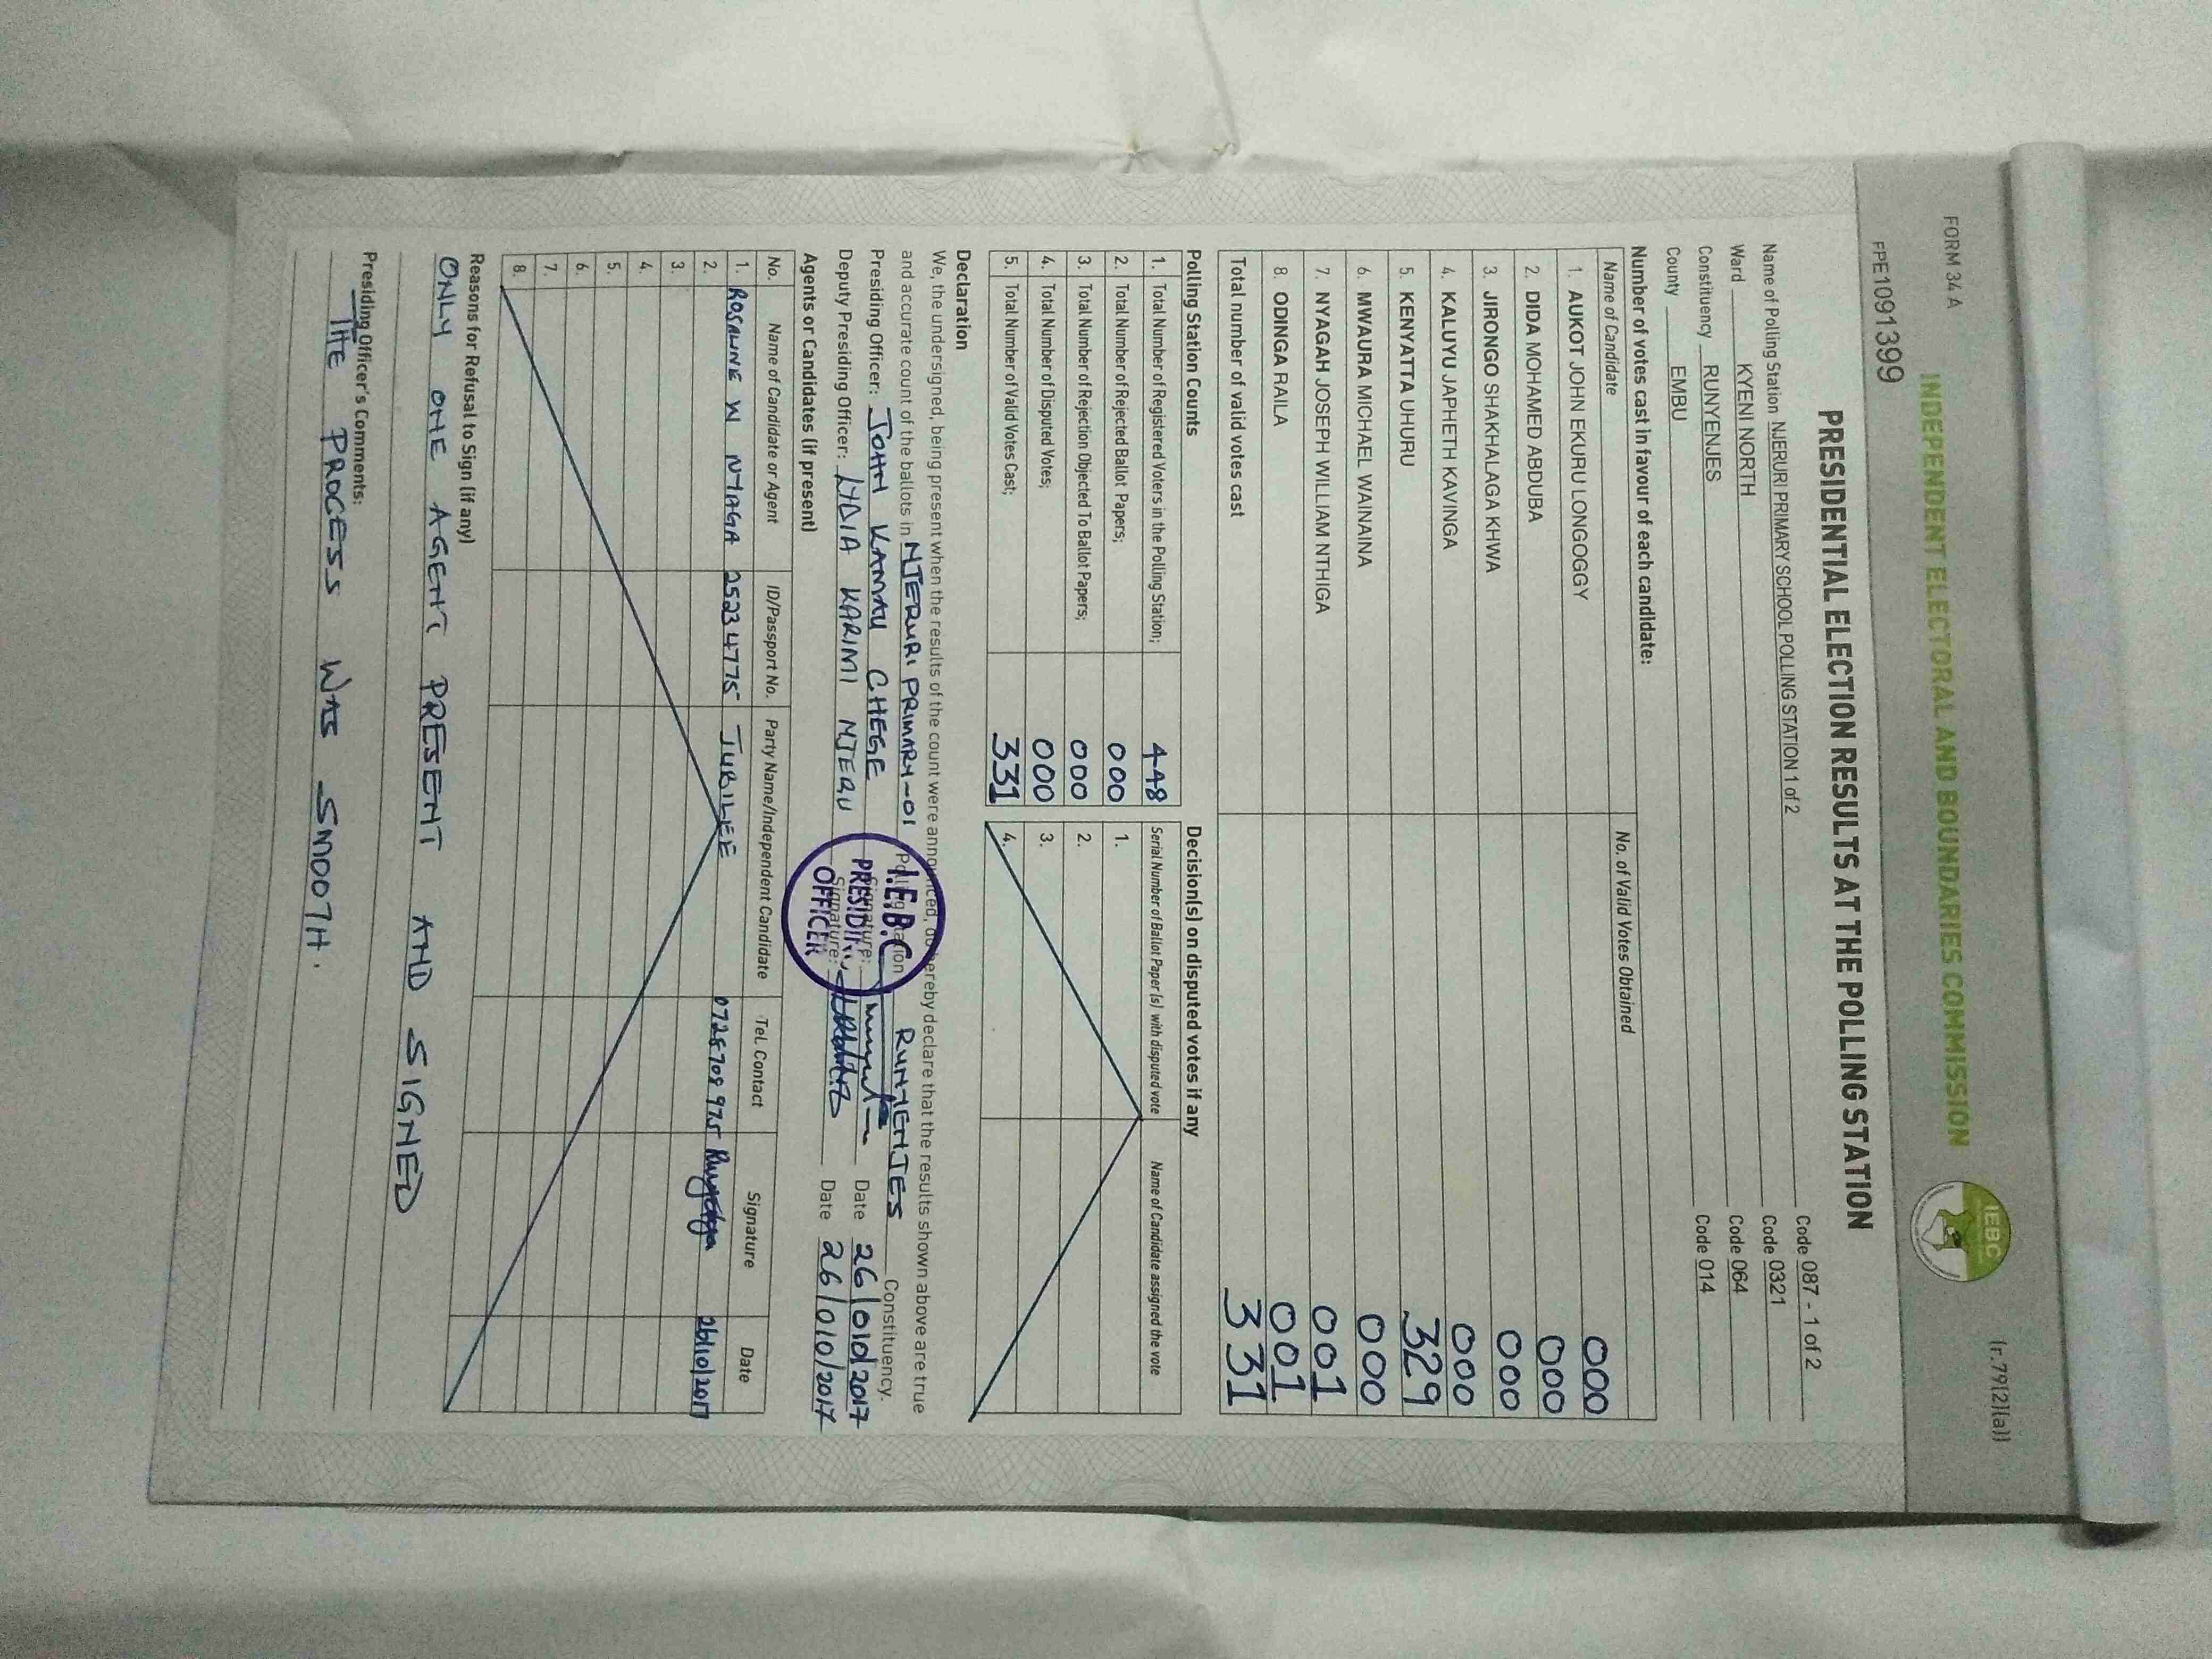 FORM 34 A
(r.79(2)(a))
INDEPENDENT ELECTORAL AND BOUNDARIES COMMISSION
IEBC
FPE1091399
PRESIDENTIAL ELECTION RESULTS AT THE POLLING STATION
Name of Polling Station NJERURI PRIMARY SCHOOL POLLING STATION 1 of 2 Code 087 - 1 of 2
Ward KYENI NORTH Code 0321
Constituency RUNYENJES Code 064
County EMBU Code 014
Number of votes cast in favour of each candidate:
Name of Candidate No. of Valid Votes Obtained
1. AUKOT JOHN EKURU LONGOGGY 000
2. DIDA MOHAMED ABDUBA 000
3. JIRONGO SHAKHALAGA KHWA 000
4. KALUYU JAPHETH KAVINGA 000
5. KENYATTA UHURU 329
6. MWAURA MICHAEL WAINAINA 000
7. NYAGAH JOSEPH WILLIAM NTHIGA 001
8. ODINGA RAILA 001
Total number of valid votes cast 331
Polling Station Counts
1. Total Number of Registered Voters in the Polling Station; 448
2. Total Number of Rejected Ballot Papers; 000
3. Total Number of Rejection Objected To Ballot Papers; 000
4. Total Number of Disputed Votes; 000
5. Total Number of Valid Votes Cast; 331
Decision(s) on disputed votes if any
Serial Number of Ballot Paper (s) with disputed vote Name of Candidate assigned the vote
1.
2.
3.
4.
Declaration
We, the undersigned, being present when the results of the count were announced, do hereby declare that the results shown above are true
and accurate count of the ballots in NJERURI PRIMARY-01 Polling Station RUNYENJES Constituency.
Presiding Officer: JOHN KAMAU CHEGE Signature: Date 26/010/2017
Deputy Presiding Officer: LYDIA KARIMI NJERU Signature: Date 26/010/2017
I.E.B.C
PRESIDING
OFFICER
Agents or Candidates (if present)
No. Name of Candidate or Agent ID/Passport No. Party Name/Independent Candidate Tel. Contact Signature Date
1. ROSALINE W NYAGA 25234775 JUBILEE 0728708975 26/10/2017
2.
3.
4.
5.
6.
7.
8.
Reasons for Refusal to Sign (if any)
ONLY ONE AGENT PRESENT AND SIGNED
Presiding Officer's Comments:
THE PROCESS WAS SMOOTH.